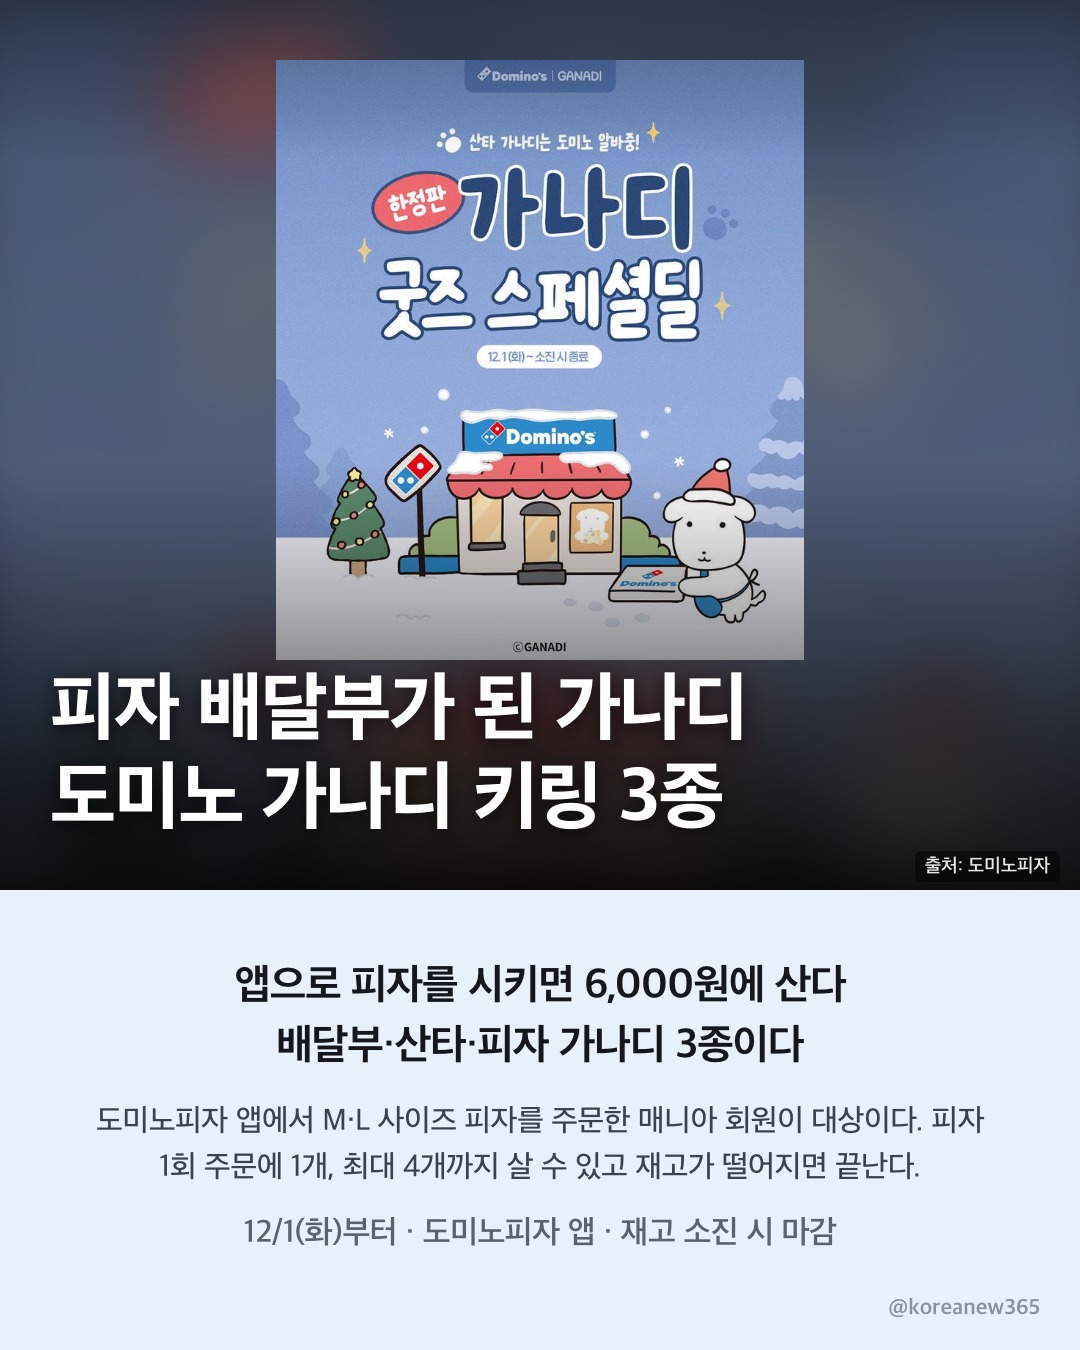 Domino's | GANADI
산타 가나디는 도미노 알바중!
한정판
가나디
굿즈 스페셜딜
12.1(화)~소진 시 종료
Domino's
Domino's
©GANADI
피자 배달부가 된 가나디
도미노 가나디 키링 3종
출처: 도미노피자
앱으로 피자를 시키면 6,000원에 산다
배달부·산타·피자 가나디 3종이다
도미노피자 앱에서 M·L 사이즈 피자를 주문한 매니아 회원이 대상이다. 피자
1회 주문에 1개, 최대 4개까지 살 수 있고 재고가 떨어지면 끝난다.
12/1(화)부터 · 도미노피자 앱 · 재고 소진 시 마감
@koreanew365